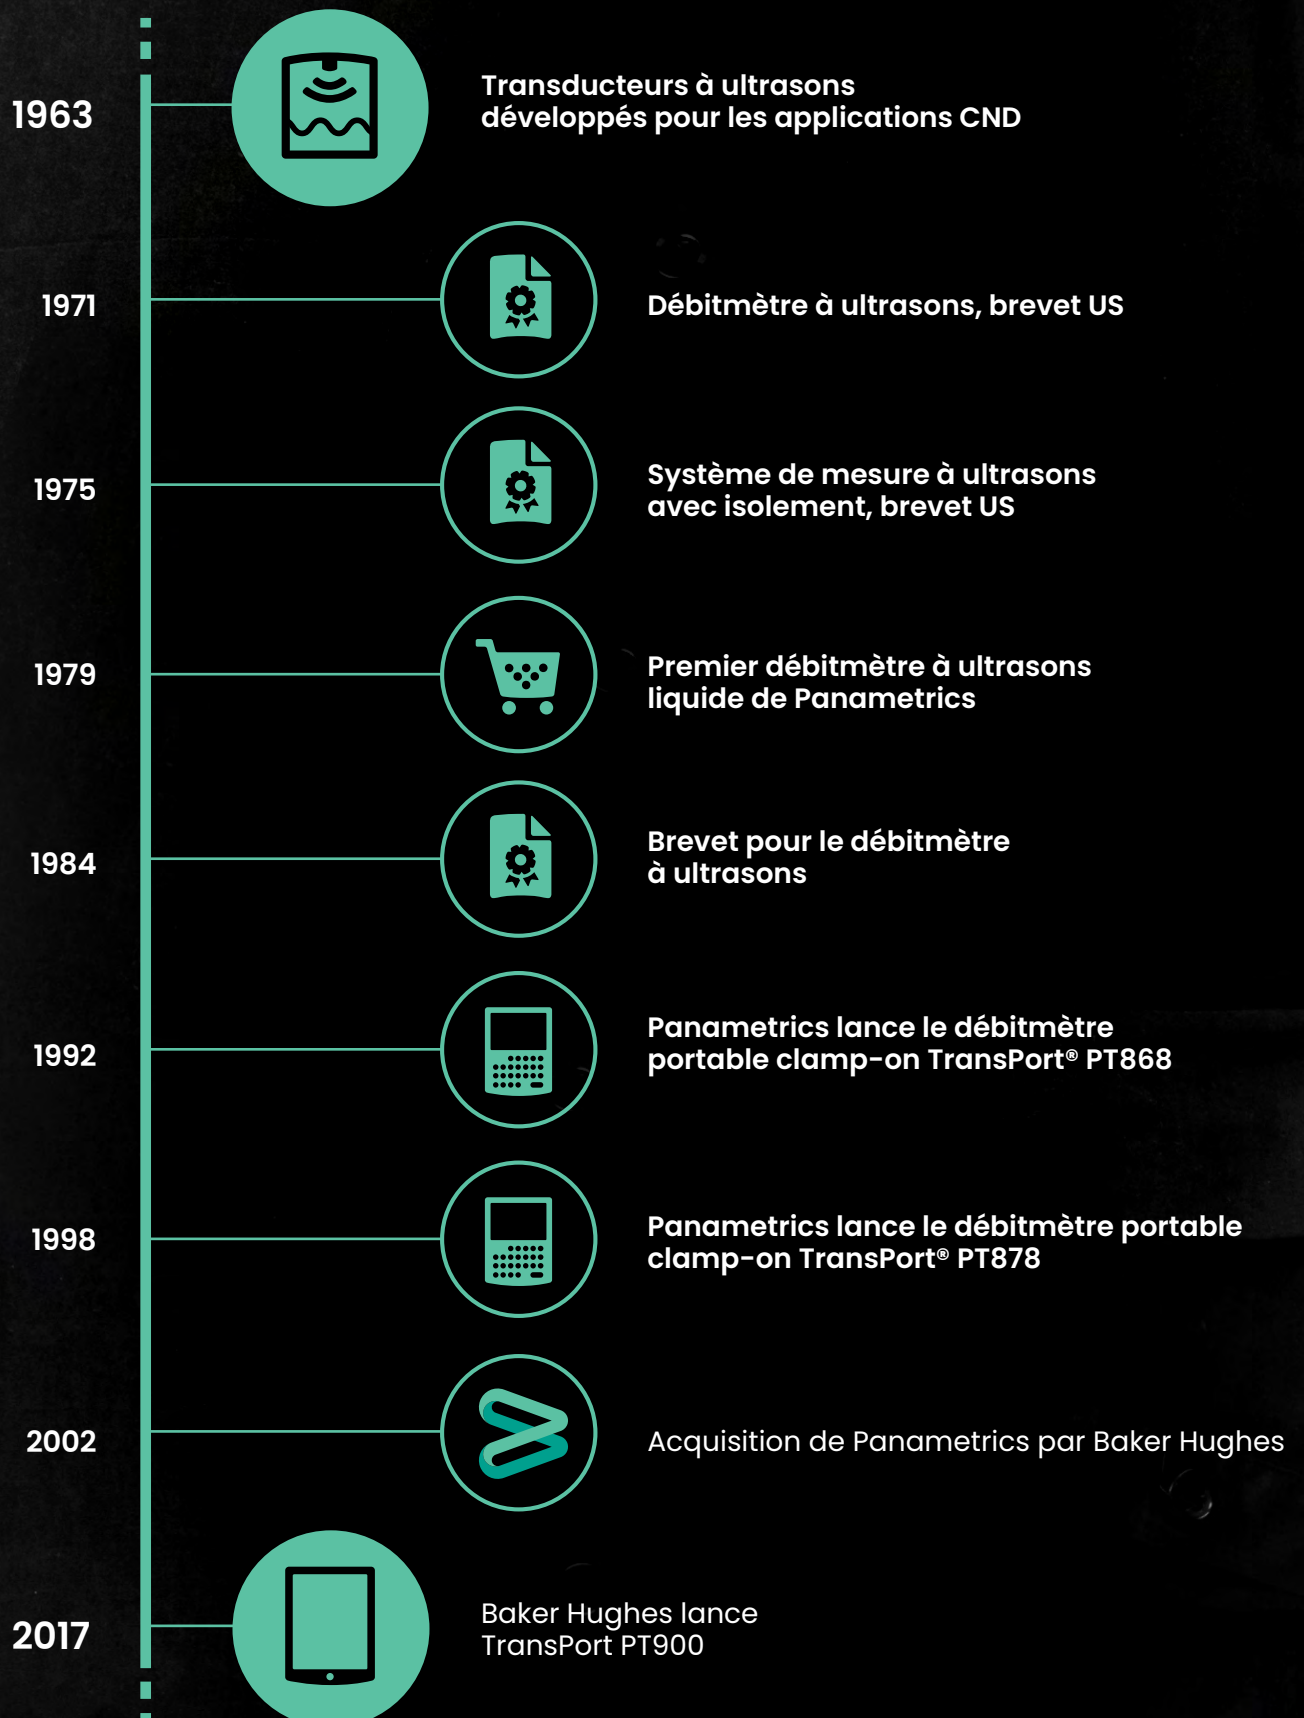 1963
Transducteurs à ultrasons
développés pour les applications CND
1971
Débitmètre à ultrasons, brevet US
1975
Système de mesure à ultrasons
avec isolement, brevet US
1979
Premier débitmètre à ultrasons
liquide de Panametrics
1984
Brevet pour le débitmètre
à ultrasons
1992
Panametrics lance le débitmètre
portable clamp-on TransPort® PT868
1998
Panametrics lance le débitmètre portable
clamp-on TransPort® PT878
2002
Acquisition de Panametrics par Baker Hughes
2017
Baker Hughes lance
TransPort PT900